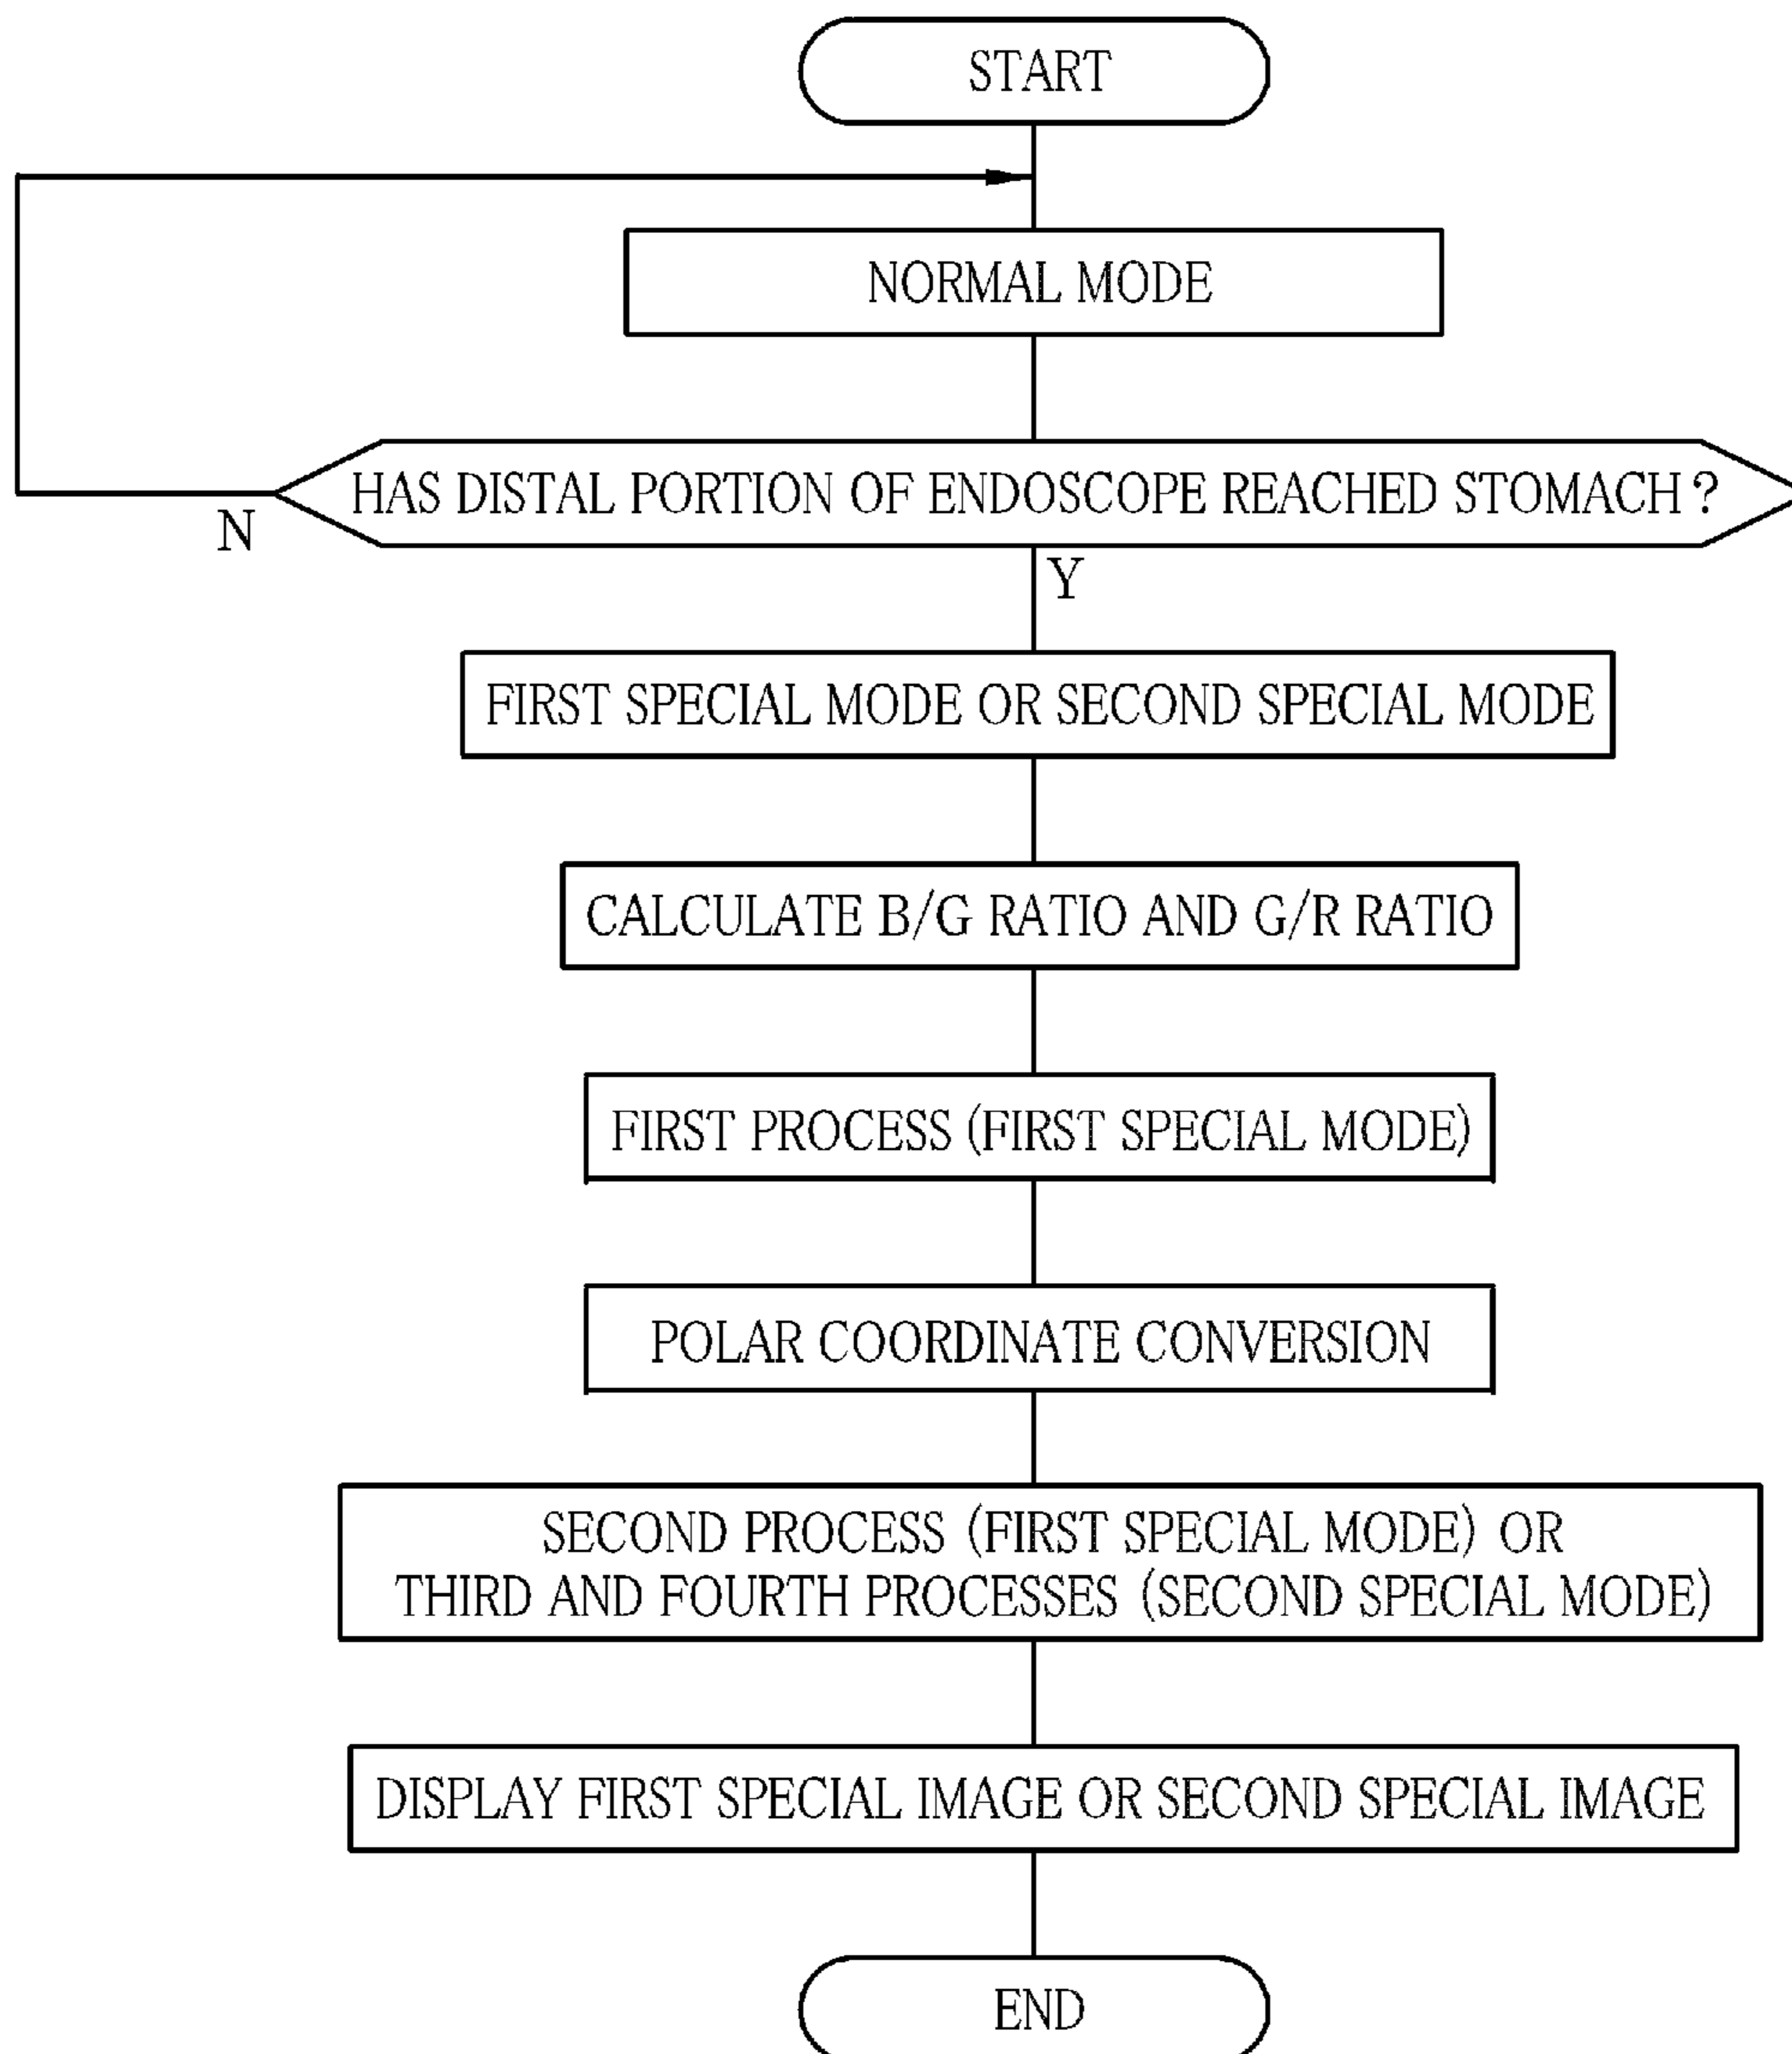 START
NORMAL MODE
HAS DISTAL PORTION OF ENDOSCOPE REACHED STOMACH ?
N
Y
FIRST SPECIAL MODE OR SECOND SPECIAL MODE
CALCULATE B/G RATIO AND G/R RATIO
FIRST PROCESS (FIRST SPECIAL MODE)
POLAR COORDINATE CONVERSION
SECOND PROCESS (FIRST SPECIAL MODE) OR
THIRD AND FOURTH PROCESSES (SECOND SPECIAL MODE)
DISPLAY FIRST SPECIAL IMAGE OR SECOND SPECIAL IMAGE
END